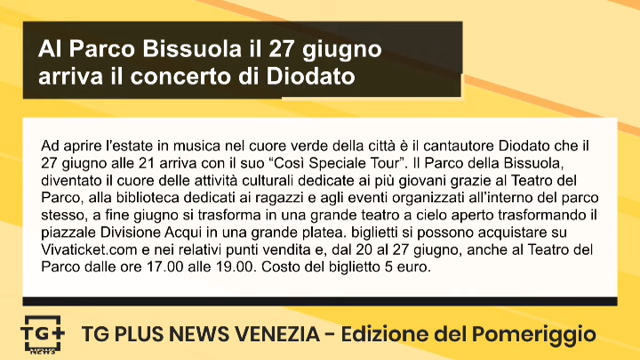 Al Parco Bissuola il 27 giugno
arriva il concerto di Diodato
Ad aprire l'estate in musica nel cuore verde della città è il cantautore Diodato che il
27 giugno alle 21 arriva con il suo “Così Speciale Tour”. Il Parco della Bissuola,
diventato il cuore delle attività culturali dedicate ai più giovani grazie al Teatro del
Parco, alla biblioteca dedicati ai ragazzi e agli eventi organizzati all'interno del parco
stesso, a fine giugno si trasforma in una grande teatro a cielo aperto trasformando il
piazzale Divisione Acqui in una grande platea. biglietti si possono acquistare su
Vivaticket.com e nei relativi punti vendita e, dal 20 al 27 giugno, anche al Teatro del
Parco dalle ore 17.00 alle 19.00. Costo del biglietto 5 euro.
TG+
NEWS
TG PLUS NEWS VENEZIA - Edizione del Pomeriggio